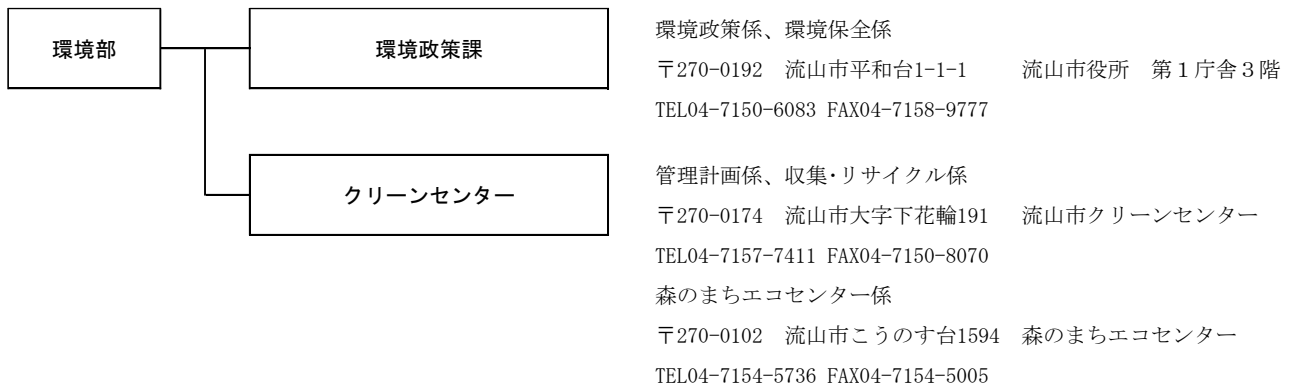 環境部
環境政策課
環境政策係、環境保全係
〒270-0192　流山市平和台1-1-1　　流山市役所　第１庁舎３階
TEL04-7150-6083 FAX04-7158-9777
クリーンセンター
管理計画係、収集･リサイクル係
〒270-0174　流山市大字下花輪191　流山市クリーンセンター
TEL04-7157-7411 FAX04-7150-8070
森のまちエコセンター係
〒270-0102　流山市こうのす台1594　森のまちエコセンター
TEL04-7154-5736 FAX04-7154-5005